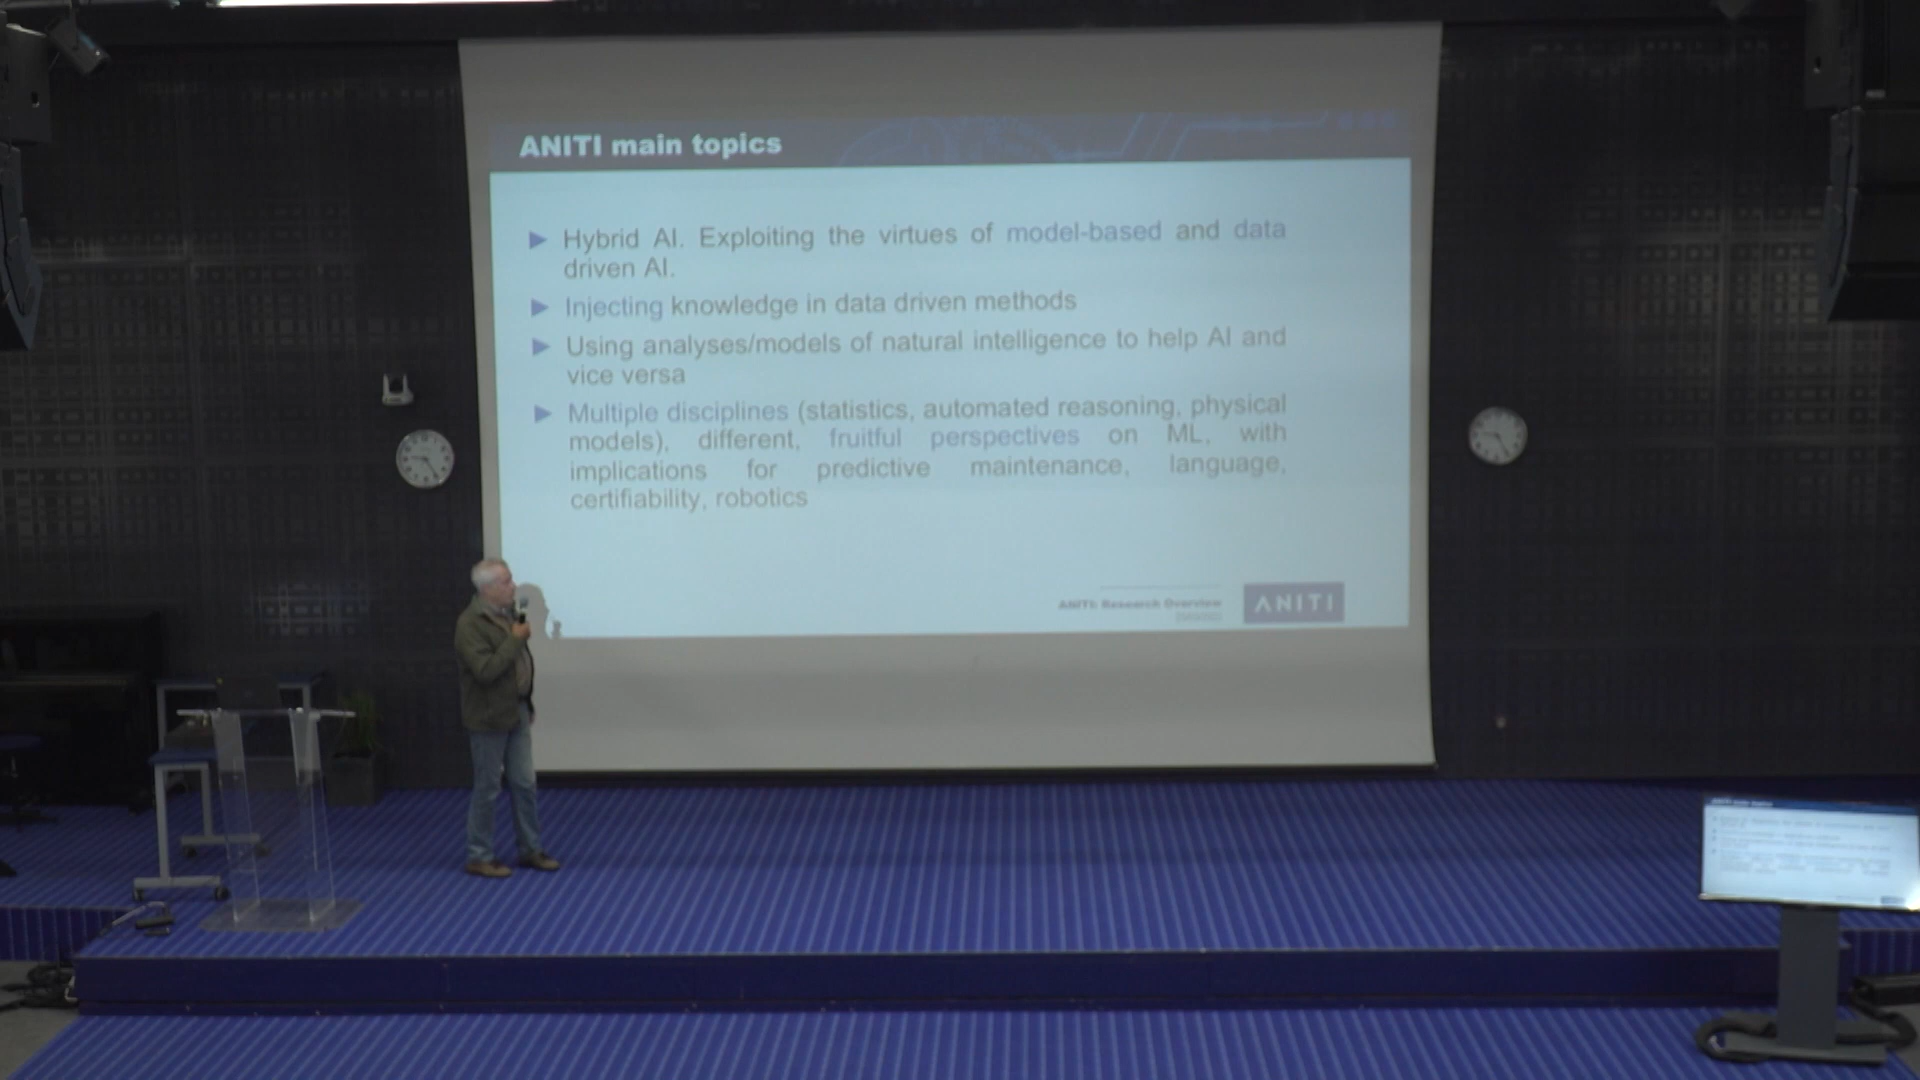 ANITI main topics
Hybrid AI. Exploiting the virtues of model-based and data
driven AI.
Injecting knowledge in data driven methods
Using analyses/models of natural intelligence to help AI and
vice versa
Multiple disciplines (statistics, automated reasoning, physical
models), different, fruitful perspectives on ML, with
implications for predictive maintenance, language,
certifiability, robotics
ANITI: Research Overview
ANITI